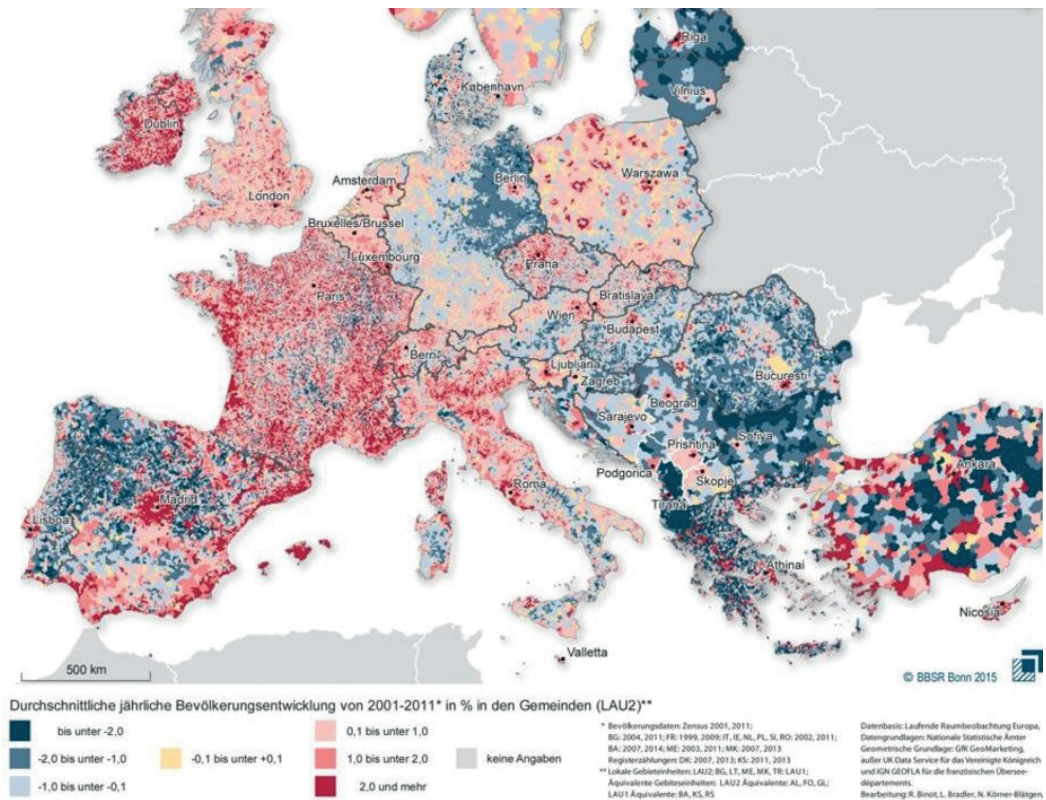 Riga
Vilnius
København
Dublin
Berlin
Warszawa
Amsterdam
London
Bruxelles/Brussel
Luxembourg
Praha
Paris
Bratislava
Wien
Budapest
Bern
Ljubljana
Zagreb
Bucuresti
Beograd
Sarajevo
Prishtina
Sofiya
Ankara
Podgorica
Skopje
Roma
Madrid
Tirana
Lisboa
Athinai
Nicosia
Valletta
500 km
© BBSR Bonn 2015
Durchschnittliche jährliche Bevölkerungsentwicklung von 2001-2011* in % in den Gemeinden (LAU2)**
bis unter -2,0
-2,0 bis unter -1,0
-1,0 bis unter -0,1
-0,1 bis unter +0,1
0,1 bis unter 1,0
1,0 bis unter 2,0
2,0 und mehr
keine Angaben
* Bevölkerungsdaten: Zensus 2001, 2011;
BG: 2004, 2011; FR: 1999, 2009; IT, IE, NL, PL, SI, RO: 2002, 2011;
BA: 2007, 2014; ME: 2003, 2011; MK: 2007, 2013
Registerzählungen: DK: 2007, 2013; KS: 2011, 2013
** Lokale Gebieteinheiten: LAU2; BG, LT, ME, MK, TR: LAU1;
Äquivalente Gebiteseinheiten: LAU2 Äquivalente: AL, FO, GL;
LAU1 Äquivalente: BA, KS, RS
Datenbasis: Laufende Raumbeobachtung Europa,
Datengrundlagen: Nationale Statistische Ämter
Geometrische Grundlage: GfK GeoMarketing,
außer UK Data Service für das Vereinigte Königreich
und IGN GEOFLA für die französischen Übersee-
départements.
Bearbeitung: R. Binot, L. Bradler, N. Körner-Blätgen,